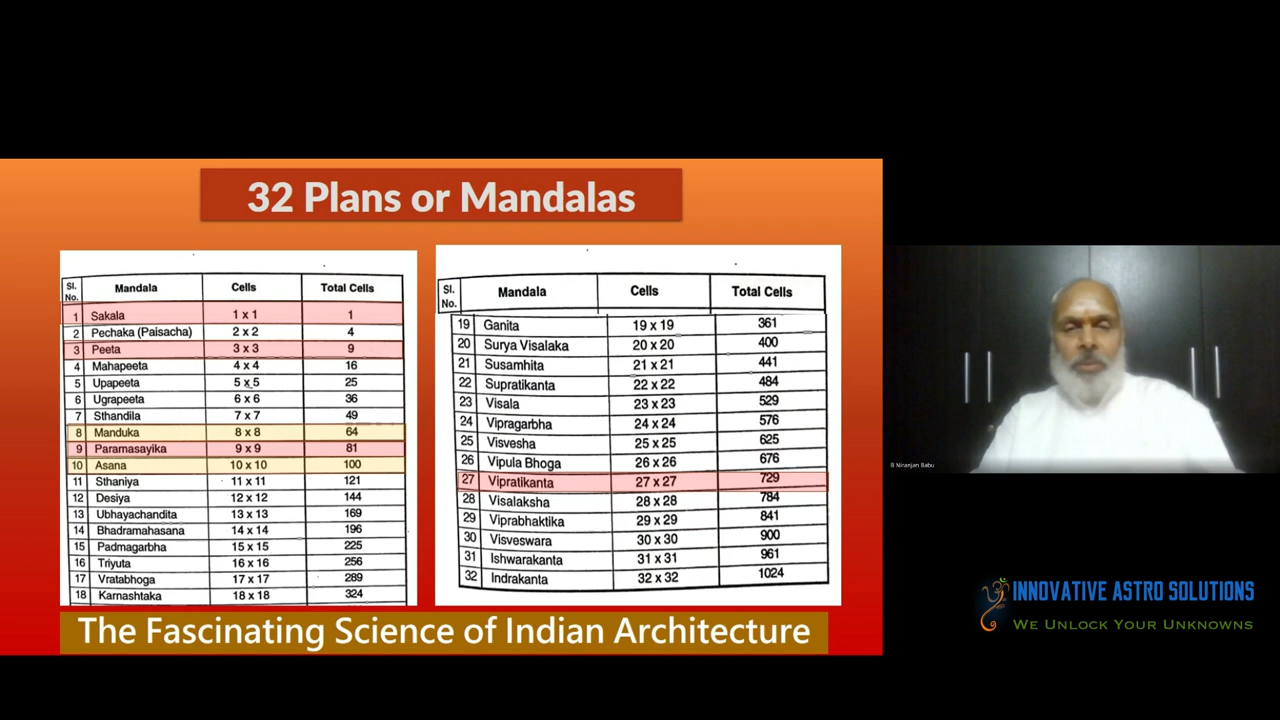 32 Plans or Mandalas
Sl. No. Mandala Cells Total Cells
1 Sakala 1 x 1 1
2 Pechaka (Paisacha) 2 x 2 4
3 Peeta 3 x 3 9
4 Mahapeeta 4 x 4 16
5 Upapeeta 5 x 5 25
6 Ugrapeeta 6 x 6 36
7 Sthandila 7 x 7 49
8 Manduka 8 x 8 64
9 Paramasayika 9 x 9 81
10 Asana 10 x 10 100
11 Sthaniya 11 x 11 121
12 Desiya 12 x 12 144
13 Ubhayachandita 13 x 13 169
14 Bhadramahasana 14 x 14 196
15 Padmagarbha 15 x 15 225
16 Triyuta 16 x 16 256
17 Vratabhoga 17 x 17 289
18 Karnashtaka 18 x 18 324
Sl. No. Mandala Cells Total Cells
19 Ganita 19 x 19 361
20 Surya Visalaka 20 x 20 400
21 Susamhita 21 x 21 441
22 Supratikanta 22 x 22 484
23 Visala 23 x 23 529
24 Vipragarbha 24 x 24 576
25 Visvesha 25 x 25 625
26 Vipula Bhoga 26 x 26 676
27 Vipratikanta 27 x 27 729
28 Visalaksha 28 x 28 784
29 Viprabhaktika 29 x 29 841
30 Visveswara 30 x 30 900
31 Ishwarakanta 31 x 31 961
32 Indrakanta 32 x 32 1024
The Fascinating Science of Indian Architecture
B Niranjan Babu
INNOVATIVE ASTRO SOLUTIONS
WE UNLOCK YOUR UNKNOWNS